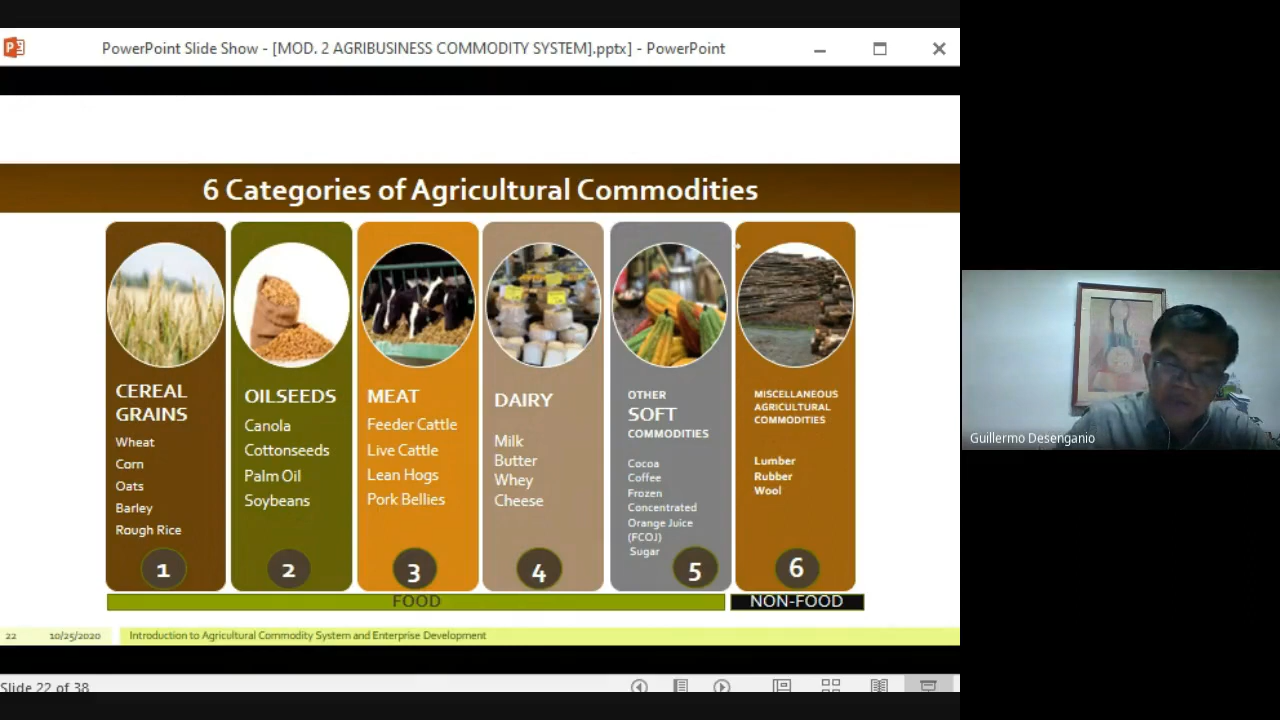 PowerPoint Slide Show - [MOD. 2 AGRIBUSINESS COMMODITY SYSTEM].pptx] - PowerPoint
6 Categories of Agricultural Commodities
CEREAL
GRAINS
Wheat
Corn
Oats
Barley
Rough Rice
1
OILSEEDS
Canola
Cottonseeds
Palm Oil
Soybeans
2
MEAT
Feeder Cattle
Live Cattle
Lean Hogs
Pork Bellies
3
DAIRY
Milk
Butter
Whey
Cheese
4
OTHER
SOFT
COMMODITIES
Cocoa
Coffee
Frozen
Concentrated
Orange Juice
(FCOJ)
Sugar
5
MISCELLANEOUS
AGRICULTURAL
COMMODITIES
Lumber
Rubber
Wool
6
FOOD
NON-FOOD
22 10/25/2020 Introduction to Agricultural Commodity System and Enterprise Development
Slide 22 of 38
Guillermo Desenganio